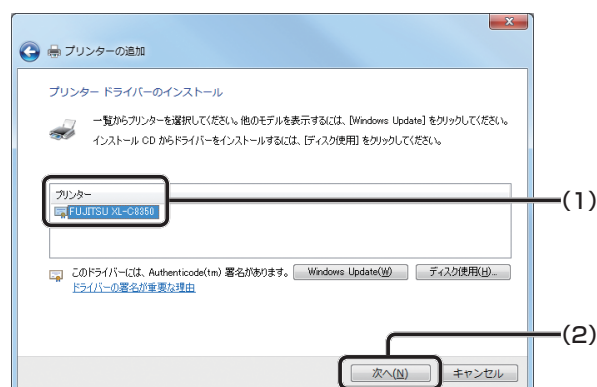 プリンターの追加
プリンター ドライバーのインストール
一覧からプリンターを選択してください。他のモデルを表示するには、[Windows Update] をクリックしてください。
インストール CD からドライバーをインストールするには、[ディスク使用] をクリックしてください。
プリンター
FUJITSU XL-C8350
(1)
このドライバーには、Authenticode(tm) 署名があります。 Windows Update(W) ディスク使用(H)...
ドライバーの署名が重要な理由
(2)
次へ(N) キャンセル